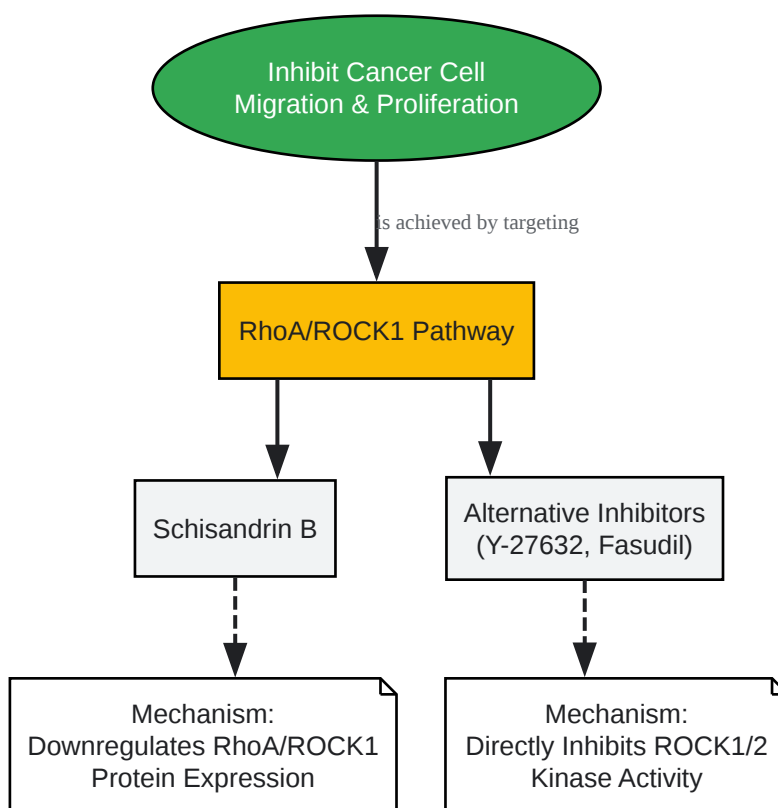 Inhibit Cancer Cell
Migration & Proliferation
is achieved by targeting
RhoA/ROCK1 Pathway
Schisandrin B
Alternative Inhibitors
(Y-27632, Fasudil)
Mechanism:
Downregulates RhoA/ROCK1
Protein Expression
Mechanism:
Directly Inhibits ROCK1/2
Kinase Activity